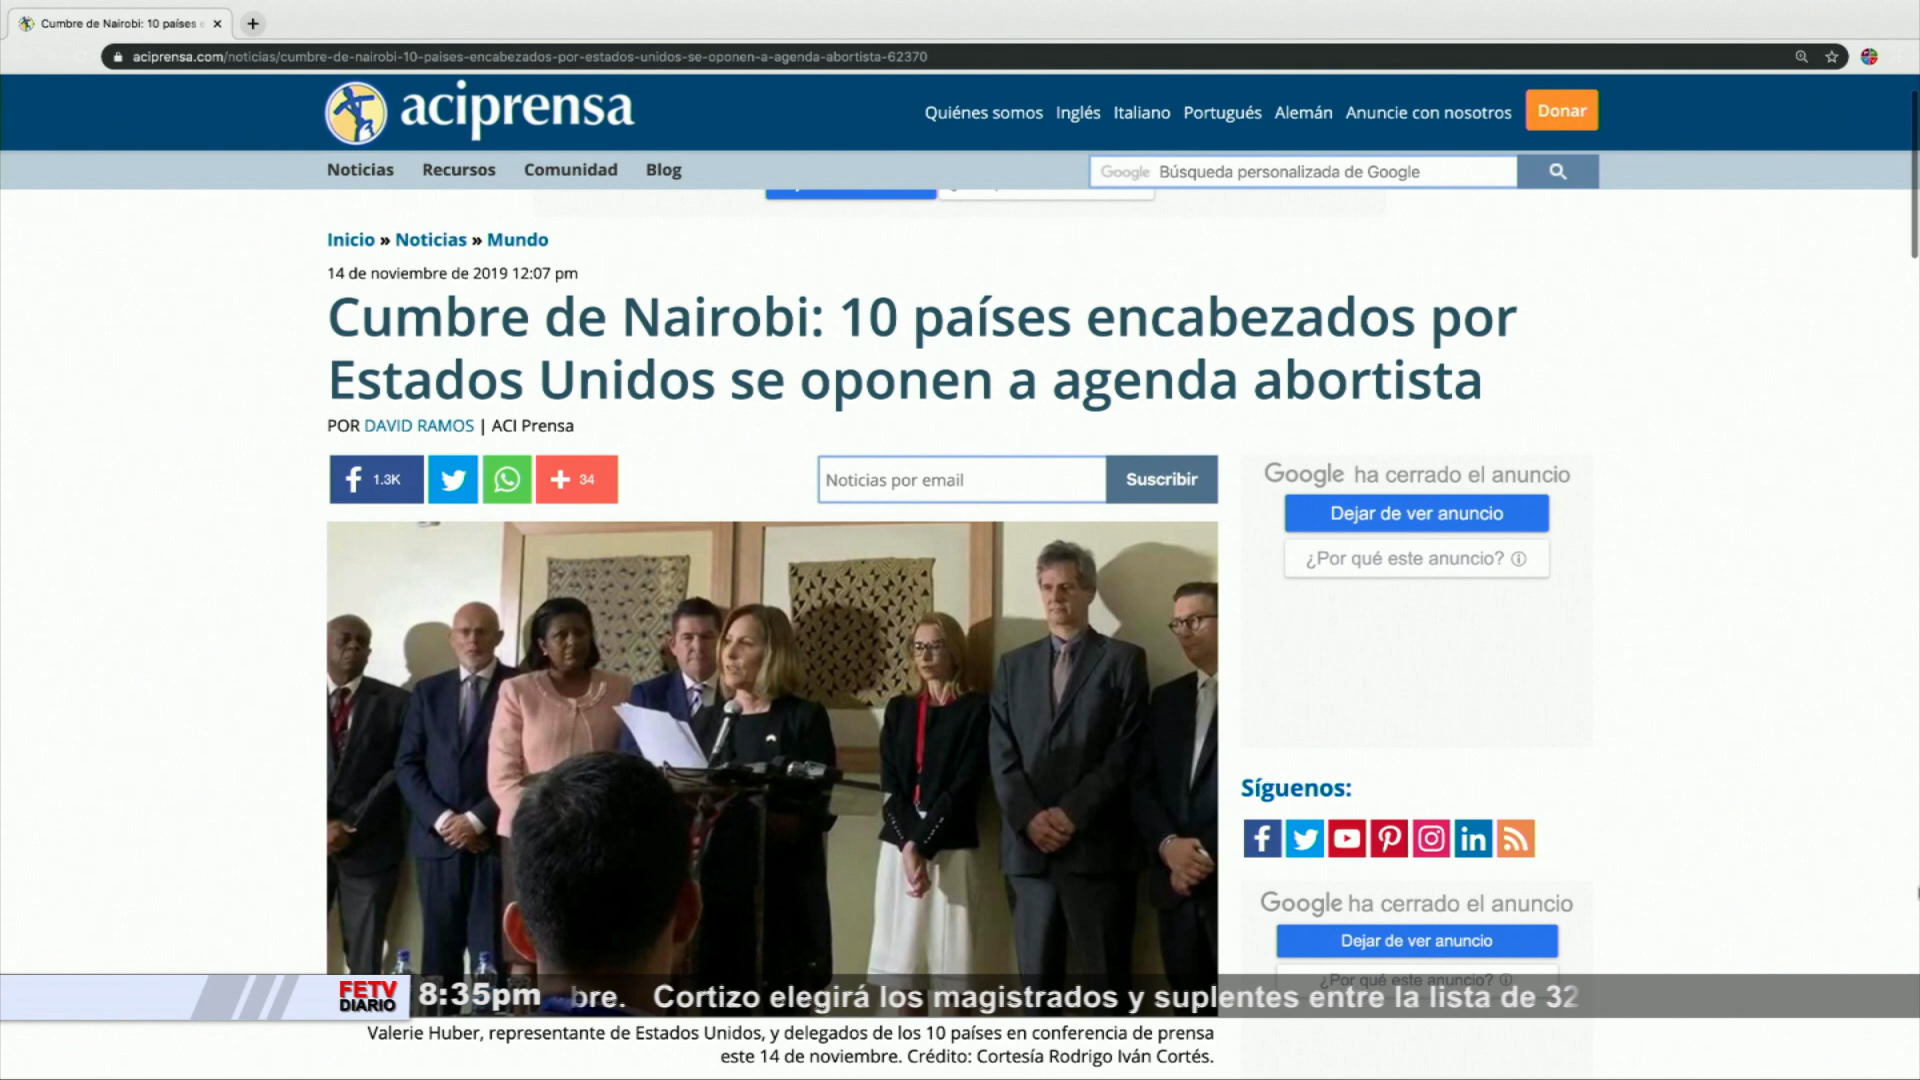 Cumbre de Nairobi: 10 países
aciprensa.com/noticias/cumbre-de-nairobi-10-paises-encabezados-por-estados-unidos-se-oponen-a-agenda-abortista-62370
aciprensa
Quiénes somos Inglés Italiano Portugués Alemán Anuncie con nosotros Donar
Noticias Recursos Comunidad Blog
Google Búsqueda personalizada de Google
Inicio » Noticias » Mundo
14 de noviembre de 2019 12:07 pm
Cumbre de Nairobi: 10 países encabezados por
Estados Unidos se oponen a agenda abortista
POR DAVID RAMOS | ACI Prensa
1.3K
34
Noticias por email Suscribir
Google ha cerrado el anuncio
Dejar de ver anuncio
¿Por qué este anuncio?
Síguenos:
Google ha cerrado el anuncio
Dejar de ver anuncio
¿Por qué este anuncio?
FETV
DIARIO
8:35pm
bre. Cortizo elegirá los magistrados y suplentes entre la lista de 32
Valerie Huber, representante de Estados Unidos, y delegados de los 10 países en conferencia de prensa
este 14 de noviembre. Crédito: Cortesía Rodrigo Iván Cortés.